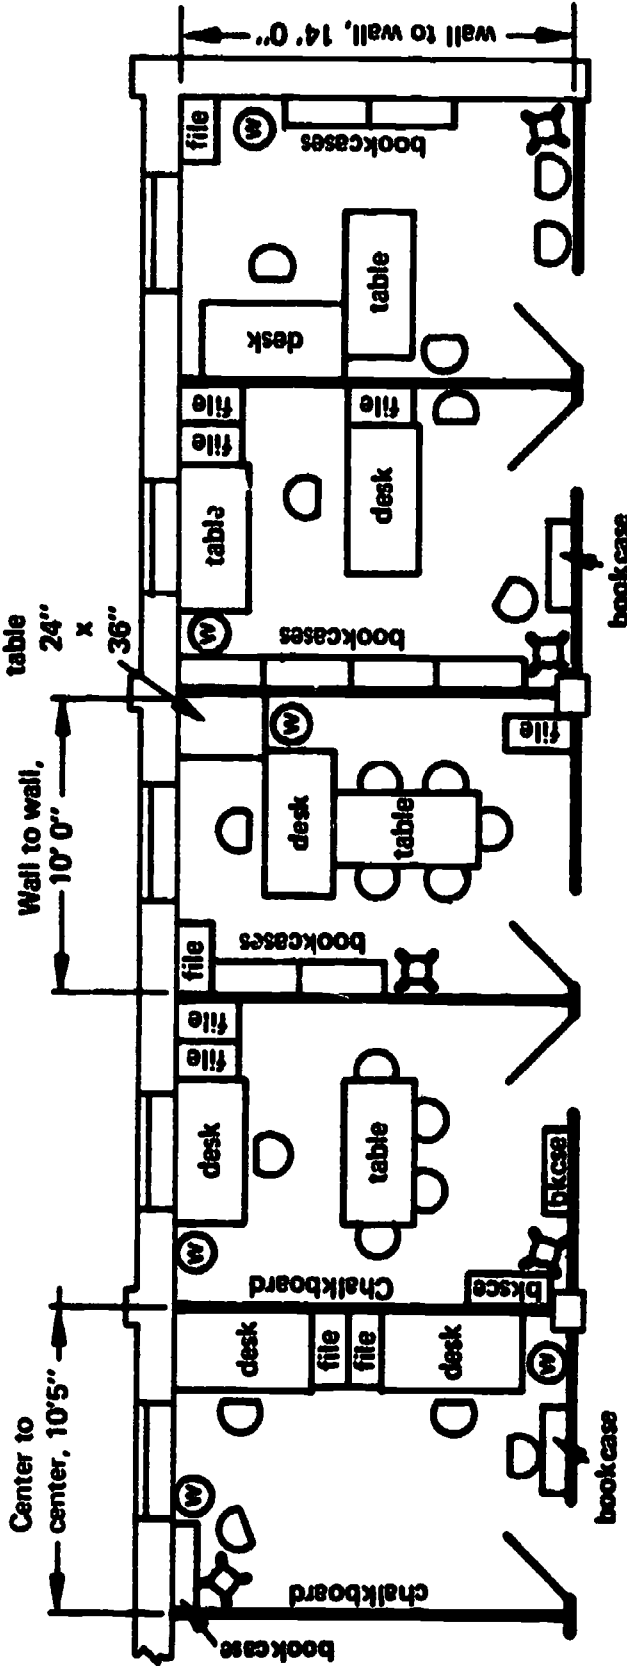 wall to wall, 14' 0"
file
W
bookcases
desk
table
file
file
table
file
desk
W
bookcases
bookcase
table
24"
x
36"
Wall to wall,
10' 0"
W
file
desk
table
file
bookcases
file
file
desk
table
W
Chalkboard
bkcse
bksce
Center to
center, 10'5"
desk
file
file
desk
W
W
bookcase
chalkboard
bookcase